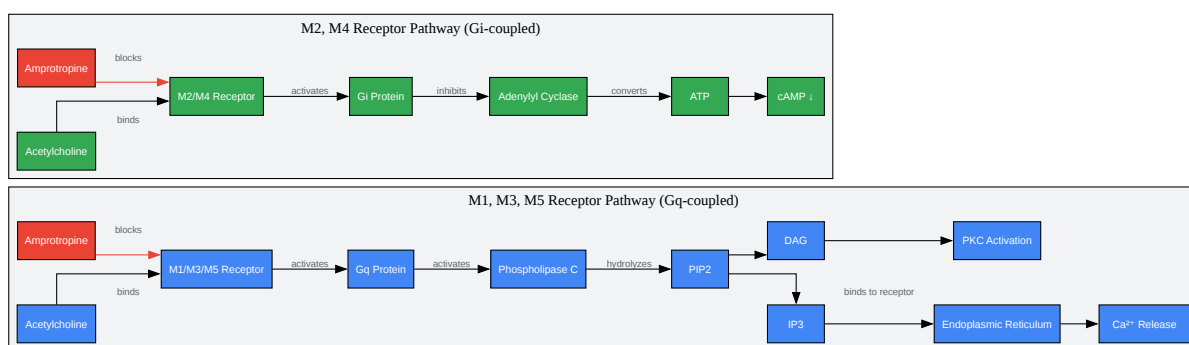 M2, M4 Receptor Pathway (Gi-coupled)
Amprotropine
blocks
M2/M4 Receptor
activates
Gi Protein
inhibits
Adenylyl Cyclase
converts
ATP
cAMP ↓
binds
Acetylcholine
M1, M3, M5 Receptor Pathway (Gq-coupled)
Amprotropine
blocks
M1/M3/M5 Receptor
activates
Gq Protein
activates
Phospholipase C
hydrolyzes
PIP2
DAG
PKC Activation
binds
Acetylcholine
IP3
binds to receptor
Endoplasmic Reticulum
Ca²⁺ Release